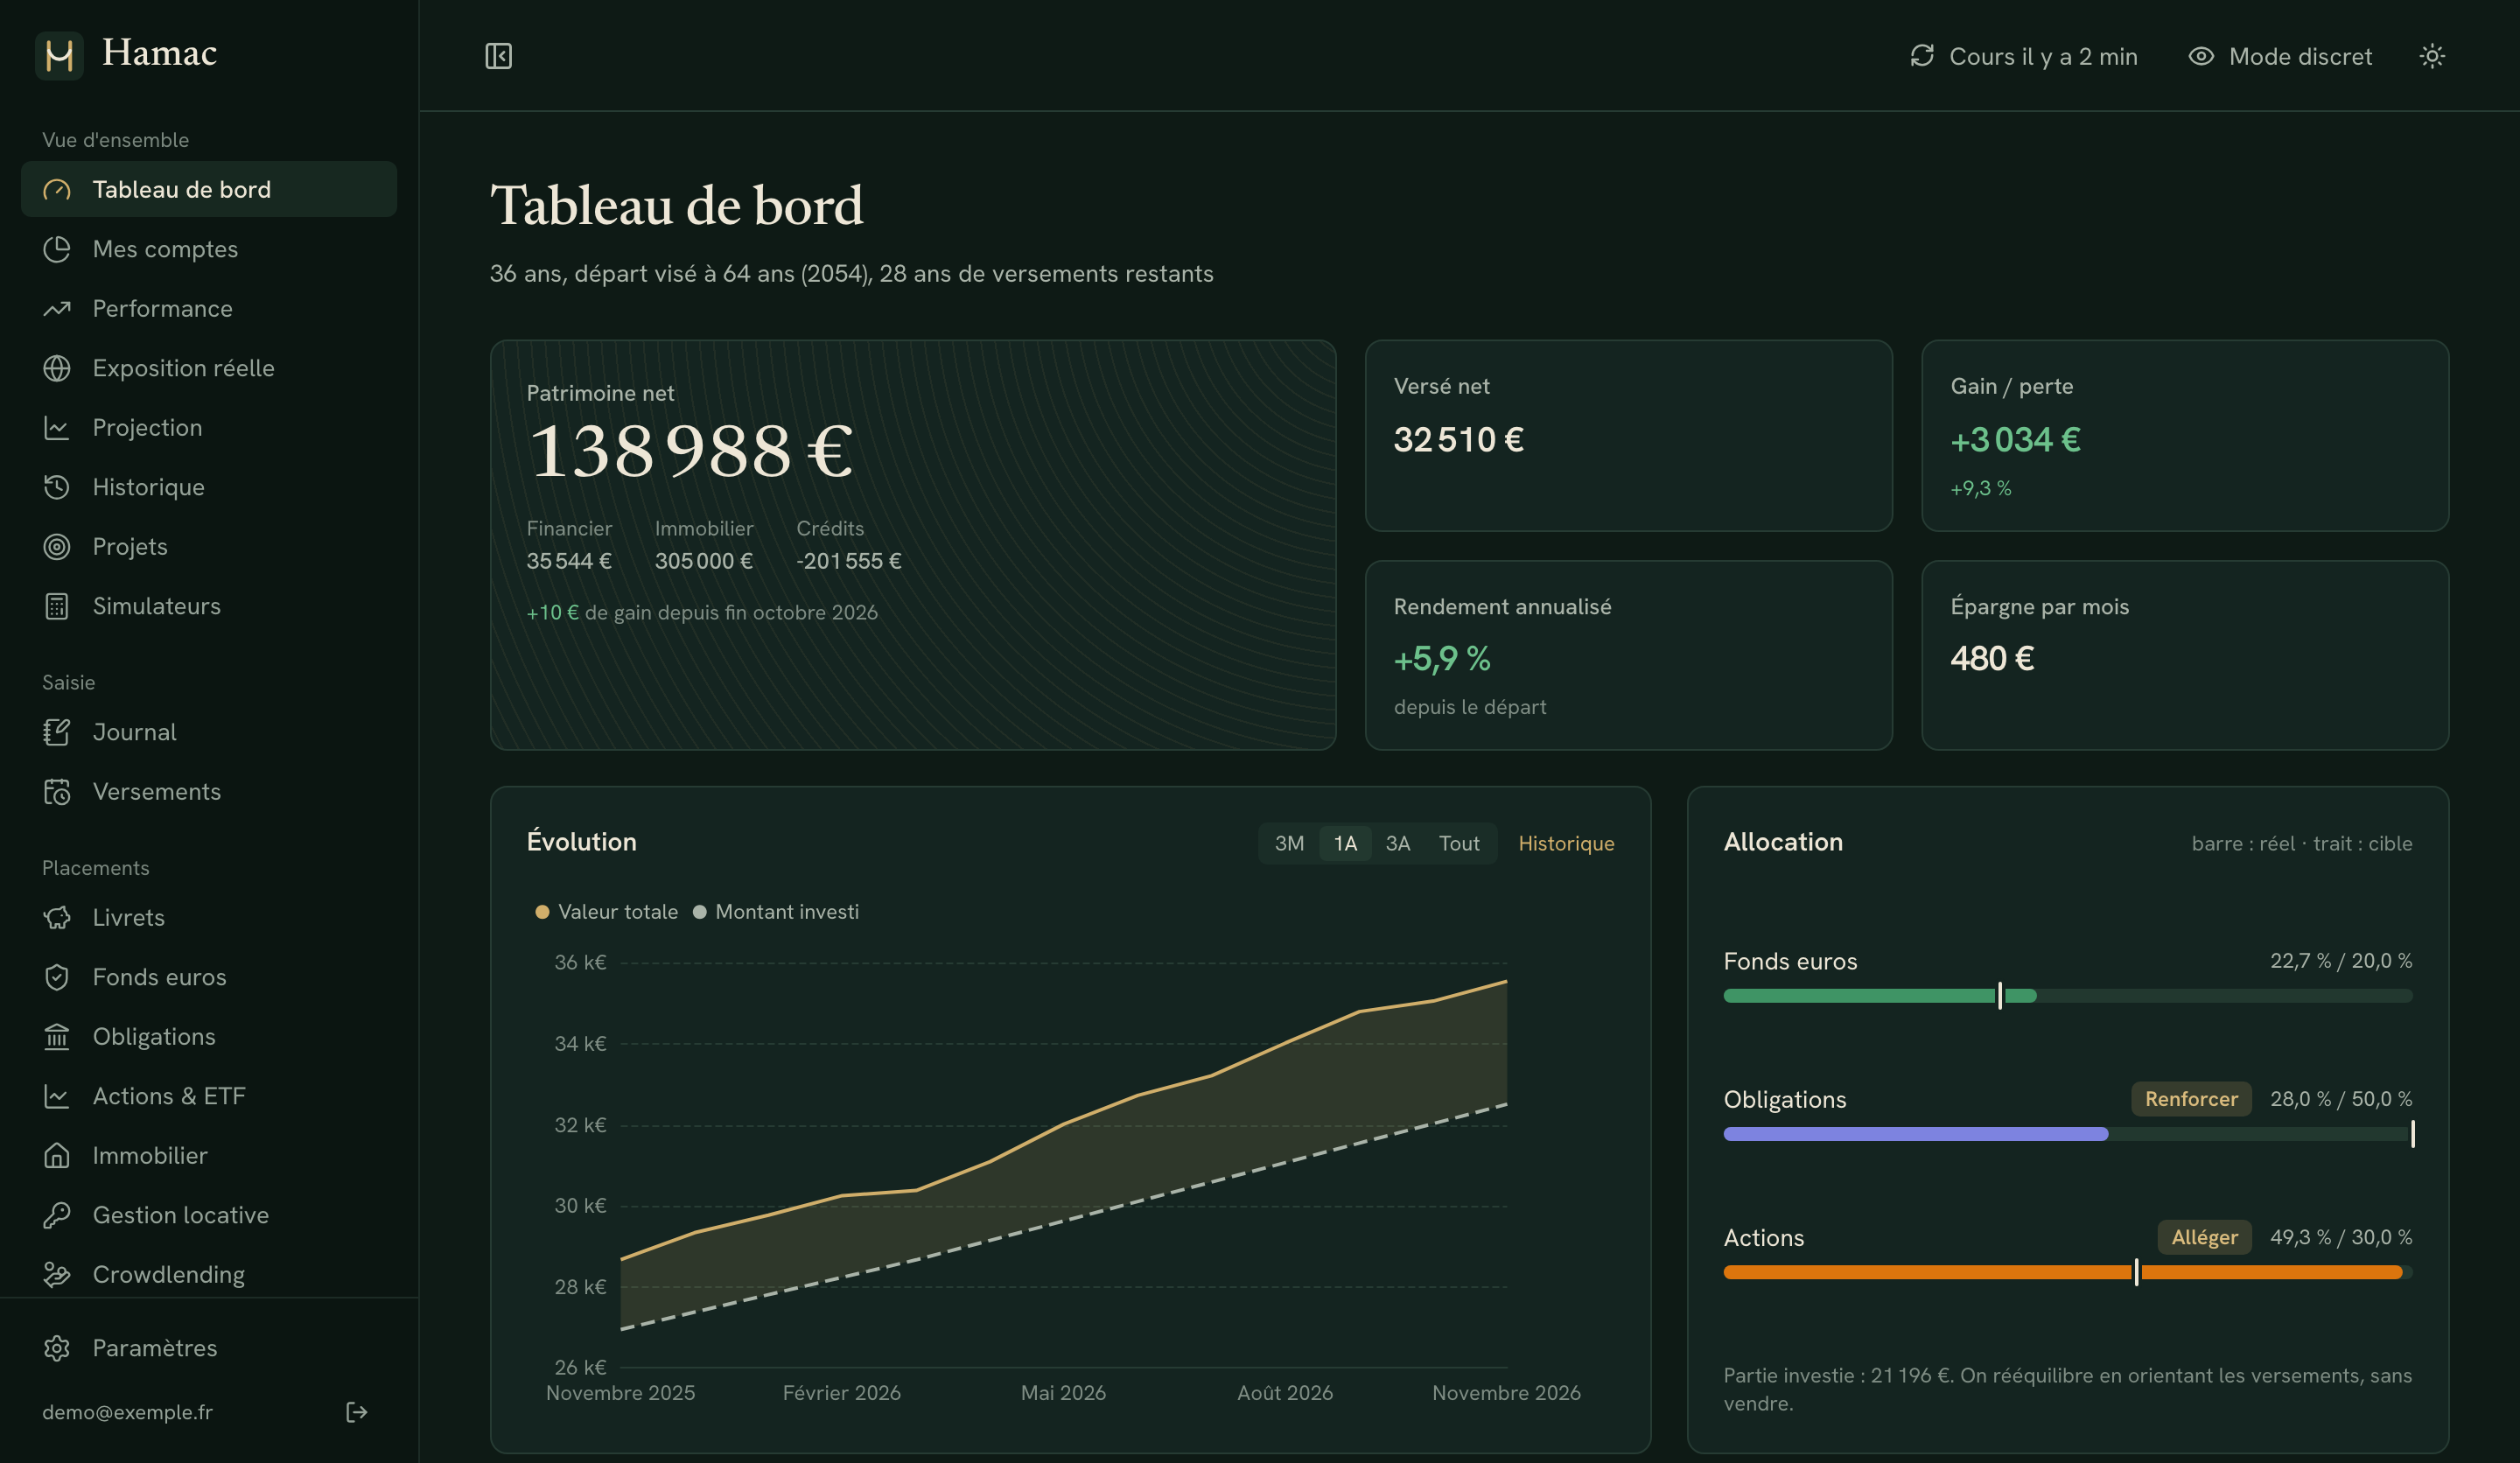 Hamac
Cours il y a 2 min
Mode discret
Vue d'ensemble
Tableau de bord
Mes comptes
Performance
Exposition réelle
Projection
Historique
Projets
Simulateurs
Saisie
Journal
Versements
Placements
Livrets
Fonds euros
Obligations
Actions & ETF
Immobilier
Gestion locative
Crowdlending
Paramètres
demo@exemple.fr
Tableau de bord
36 ans, départ visé à 64 ans (2054), 28 ans de versements restants
Patrimoine net
138 988 €
Financier Immobilier Crédits
35 544 € 305 000 € -201 555 €
+10 € de gain depuis fin octobre 2026
Versé net
32 510 €
Gain / perte
+3 034 €
+9,3 %
Rendement annualisé
+5,9 %
depuis le départ
Épargne par mois
480 €
Évolution
3M 1A 3A Tout Historique
Valeur totale Montant investi
36 k€
34 k€
32 k€
30 k€
28 k€
26 k€
Novembre 2025 Février 2026 Mai 2026 Août 2026 Novembre 2026
Allocation
barre : réel · trait : cible
Fonds euros 22,7 % / 20,0 %
Obligations Renforcer 28,0 % / 50,0 %
Actions Alléger 49,3 % / 30,0 %
Partie investie : 21 196 €. On rééquilibre en orientant les versements, sans
vendre.